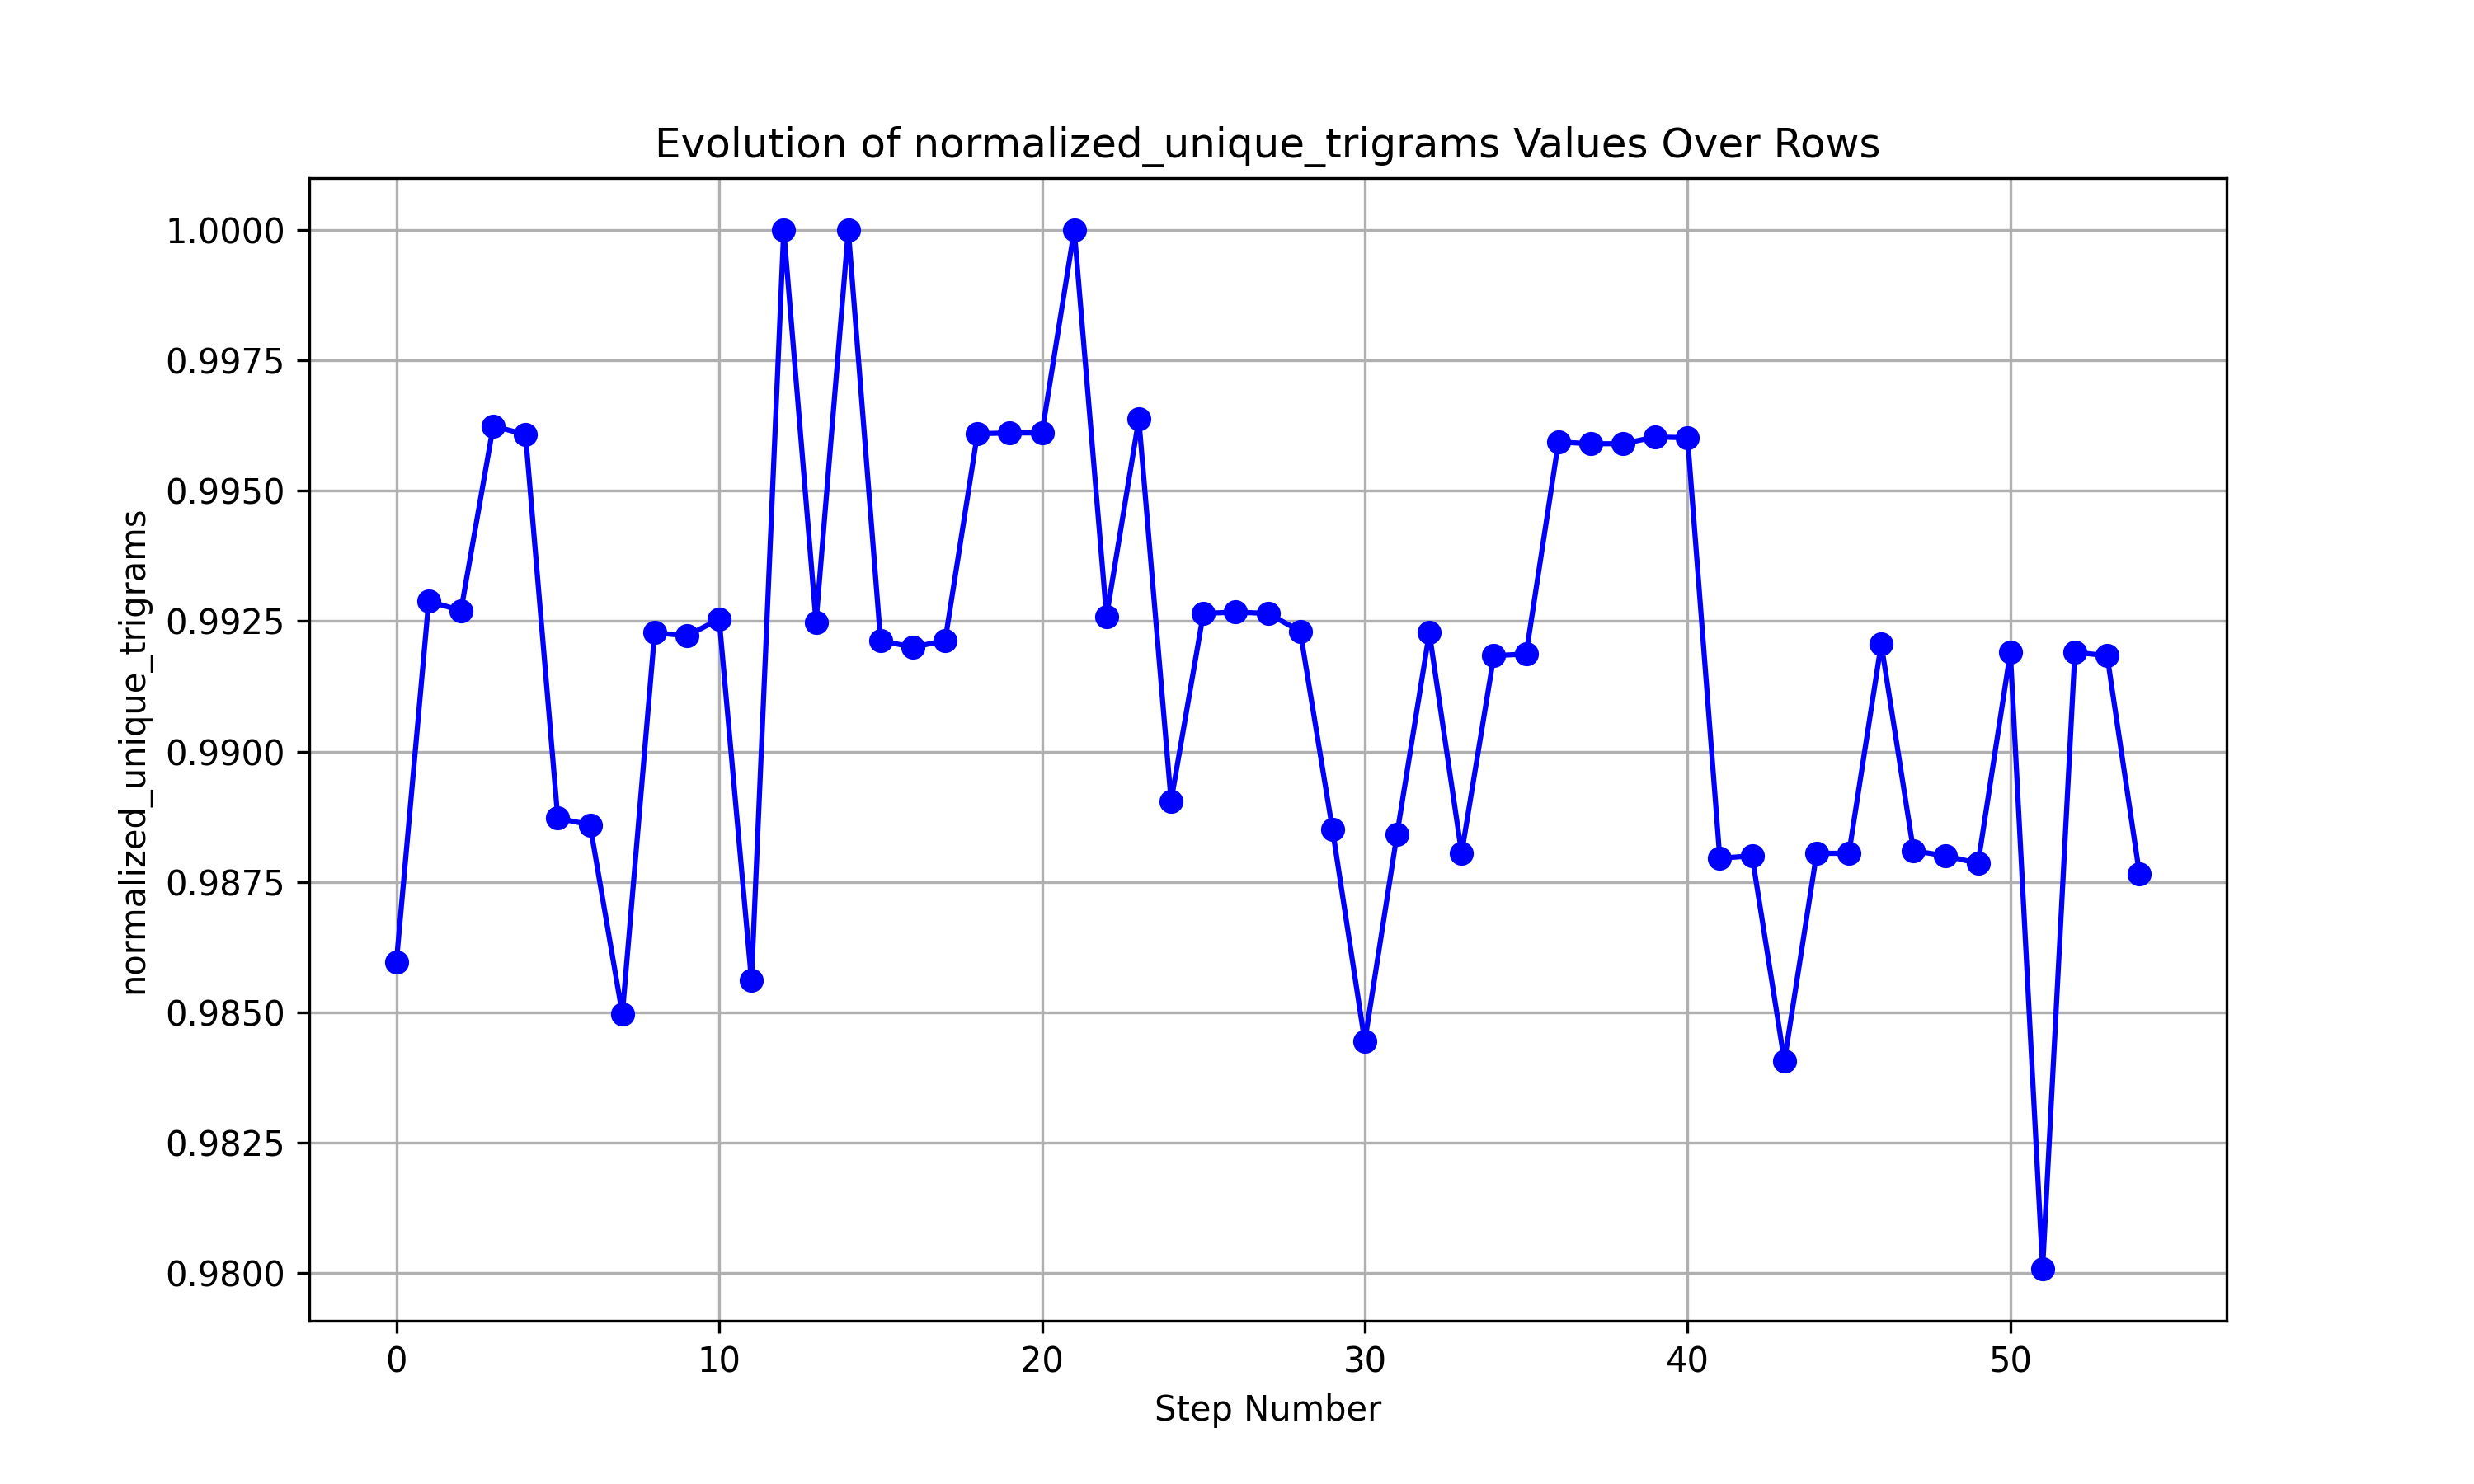 Evolution of normalized_unique_trigrams Values Over Rows
normalized_unique_trigrams
1.0000
0.9975
0.9950
0.9925
0.9900
0.9875
0.9850
0.9825
0.9800
0 10 20 30 40 50
Step Number